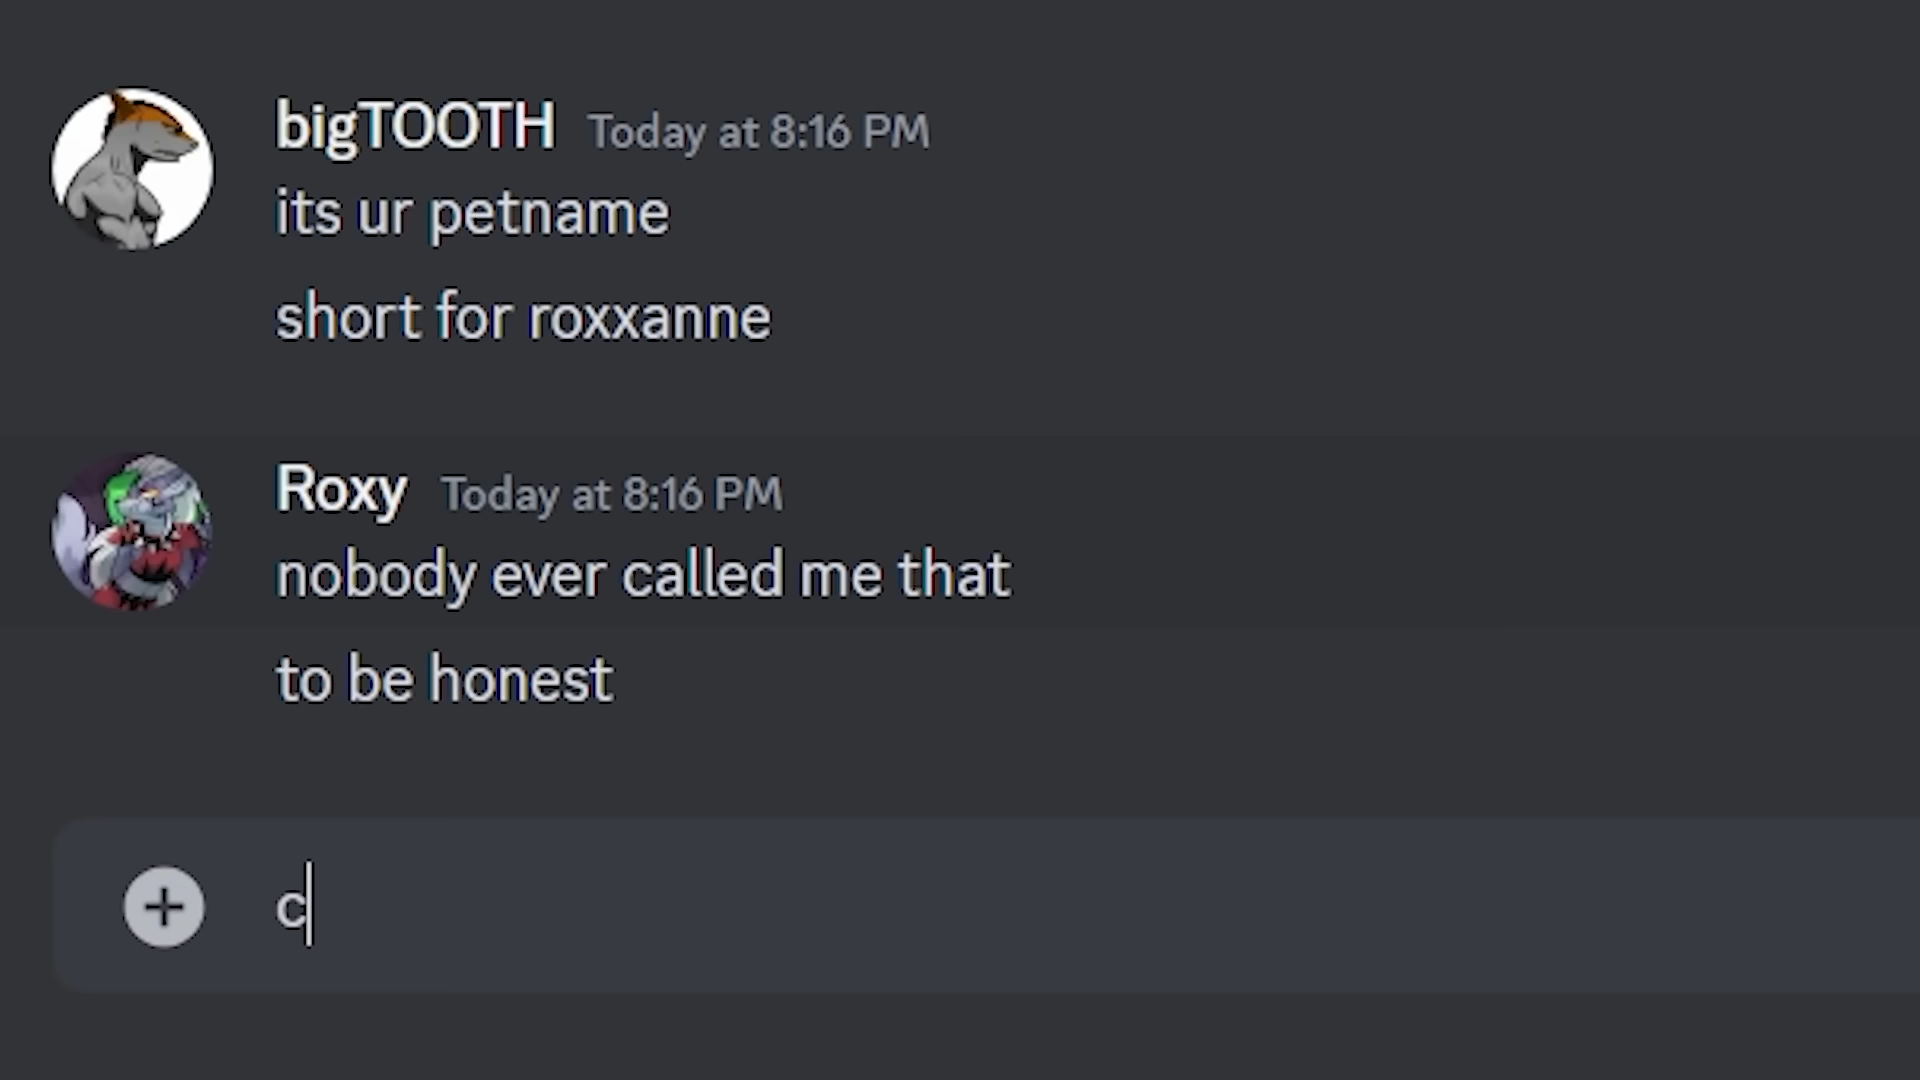 bigTOOTH Today at 8:16 PM
its ur petname
short for roxxanne
Roxy Today at 8:16 PM
nobody ever called me that
to be honest
c